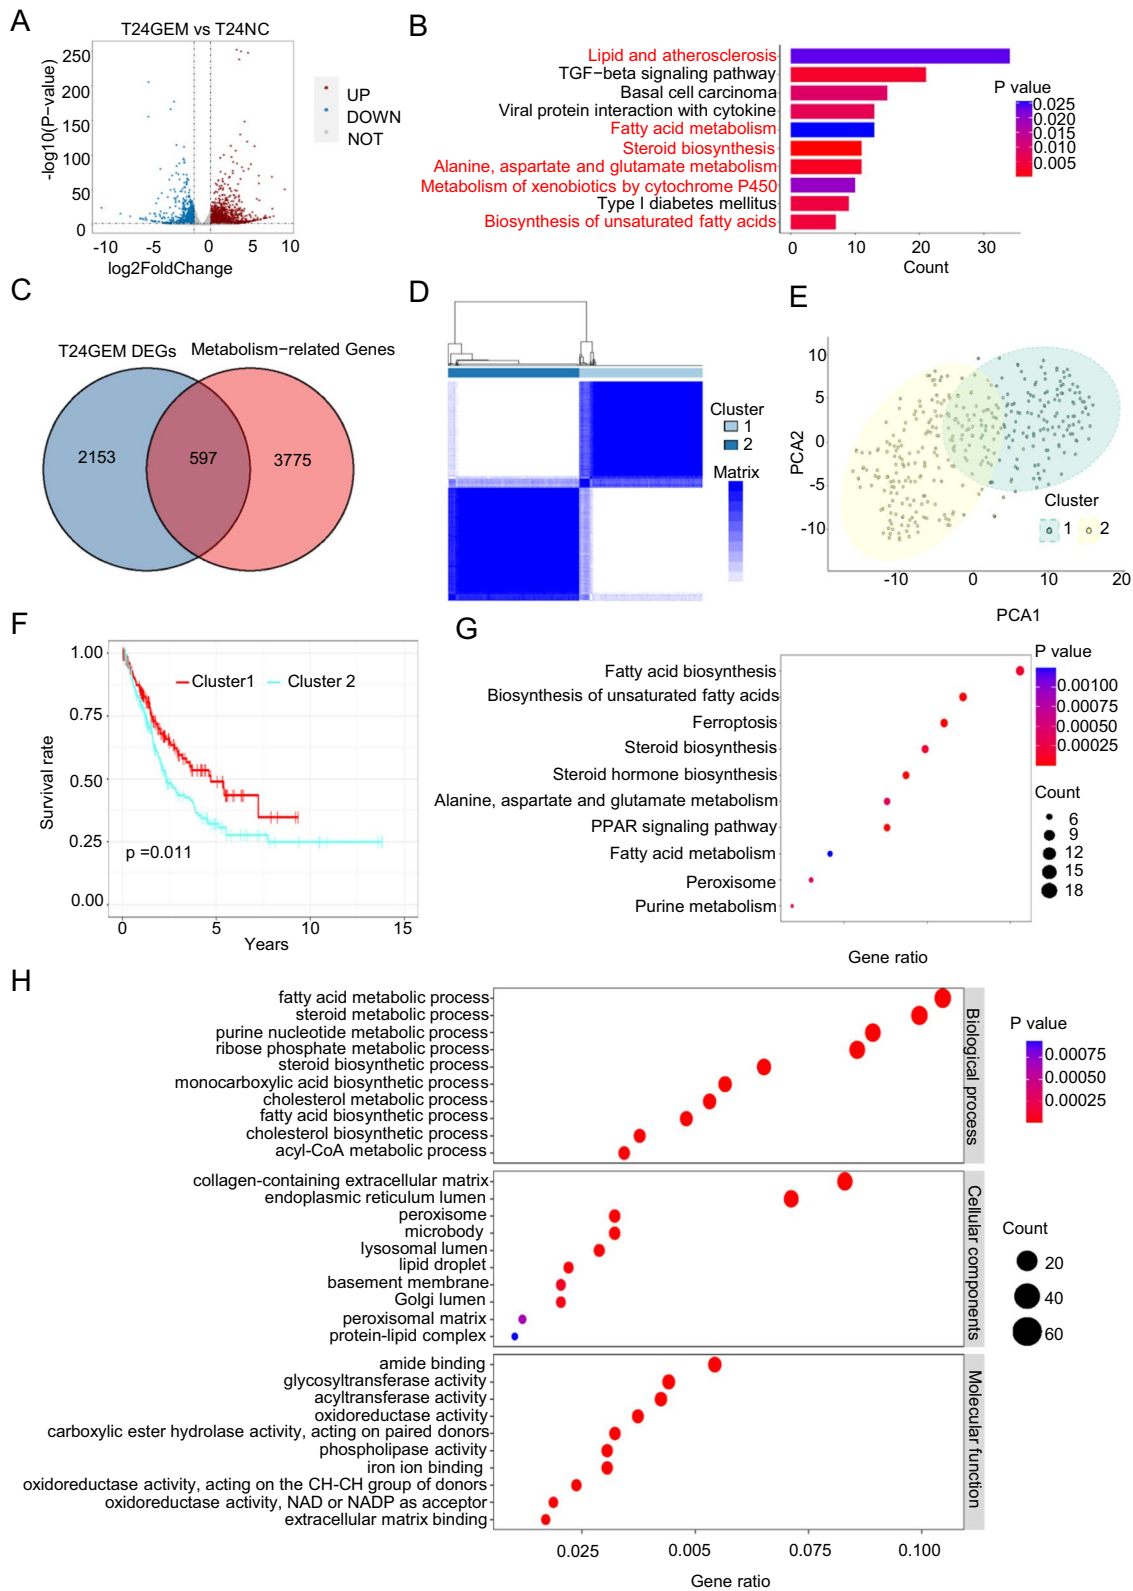 A
T24GEM vs T24NC
-log10(P-value)
250
200
150
100
50
0
-10
-5
0
5
10
log2FoldChange
UP
DOWN
NOT
B
Lipid and atherosclerosis
TGF-beta signaling pathway
Basal cell carcinoma
Viral protein interaction with cytokine
Fatty acid metabolism
Steroid biosynthesis
Alanine, aspartate and glutamate metabolism
Metabolism of xenobiotics by cytochrome P450
Type I diabetes mellitus
Biosynthesis of unsaturated fatty acids
0
10
20
30
Count
P value
0.025
0.020
0.015
0.010
0.005
C
T24GEM DEGs
Metabolism-related Genes
2153
597
3775
D
Cluster
1
2
Matrix
E
PCA2
10
5
0
-5
-10
-10
0
10
20
PCA1
Cluster
1
2
F
Survival rate
1.00
0.75
0.50
0.25
0.00
Cluster1
Cluster 2
p =0.011
0
5
10
15
Years
G
Fatty acid biosynthesis
Biosynthesis of unsaturated fatty acids
Ferroptosis
Steroid biosynthesis
Steroid hormone biosynthesis
Alanine, aspartate and glutamate metabolism
PPAR signaling pathway
Fatty acid metabolism
Peroxisome
Purine metabolism
Gene ratio
P value
0.00100
0.00075
0.00050
0.00025
Count
6
9
12
15
18
H
fatty acid metabolic process
steroid metabolic process
purine nucleotide metabolic process
ribose phosphate metabolic process
steroid biosynthetic process
monocarboxylic acid biosynthetic process
cholesterol metabolic process
fatty acid biosynthetic process
cholesterol biosynthetic process
acyl-CoA metabolic process
Biological process
collagen-containing extracellular matrix
endoplasmic reticulum lumen
peroxisome
microbody
lysosomal lumen
lipid droplet
basement membrane
Golgi lumen
peroxisomal matrix
protein-lipid complex
Cellular components
amide binding
glycosyltransferase activity
acyltransferase activity
oxidoreductase activity
carboxylic ester hydrolase activity, acting on paired donors
phospholipase activity
iron ion binding
oxidoreductase activity, acting on the CH-CH group of donors
oxidoreductase activity, NAD or NADP as acceptor
extracellular matrix binding
Molecular function
0.025
0.005
0.075
0.100
Gene ratio
P value
0.00075
0.00050
0.00025
Count
20
40
60